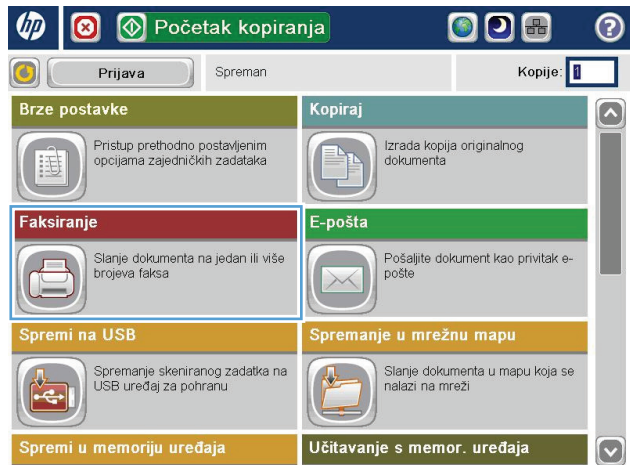 hp
Početak kopiranja
?
Prijava
Spreman
Kopije: 1
Brze postavke
Pristup prethodno postavljenim
opcijama zajedničkih zadataka
Kopiraj
Izrada kopija originalnog
dokumenta
Faksiranje
Slanje dokumenta na jedan ili više
brojeva faksa
E-pošta
Pošaljite dokument kao privitak e-
pošte
Spremi na USB
Spremanje skeniranog zadatka na
USB uređaj za pohranu
Spremanje u mrežnu mapu
Slanje dokumenta u mapu koja se
nalazi na mreži
Spremi u memoriju uređaja
Učitavanje s memor. uređaja